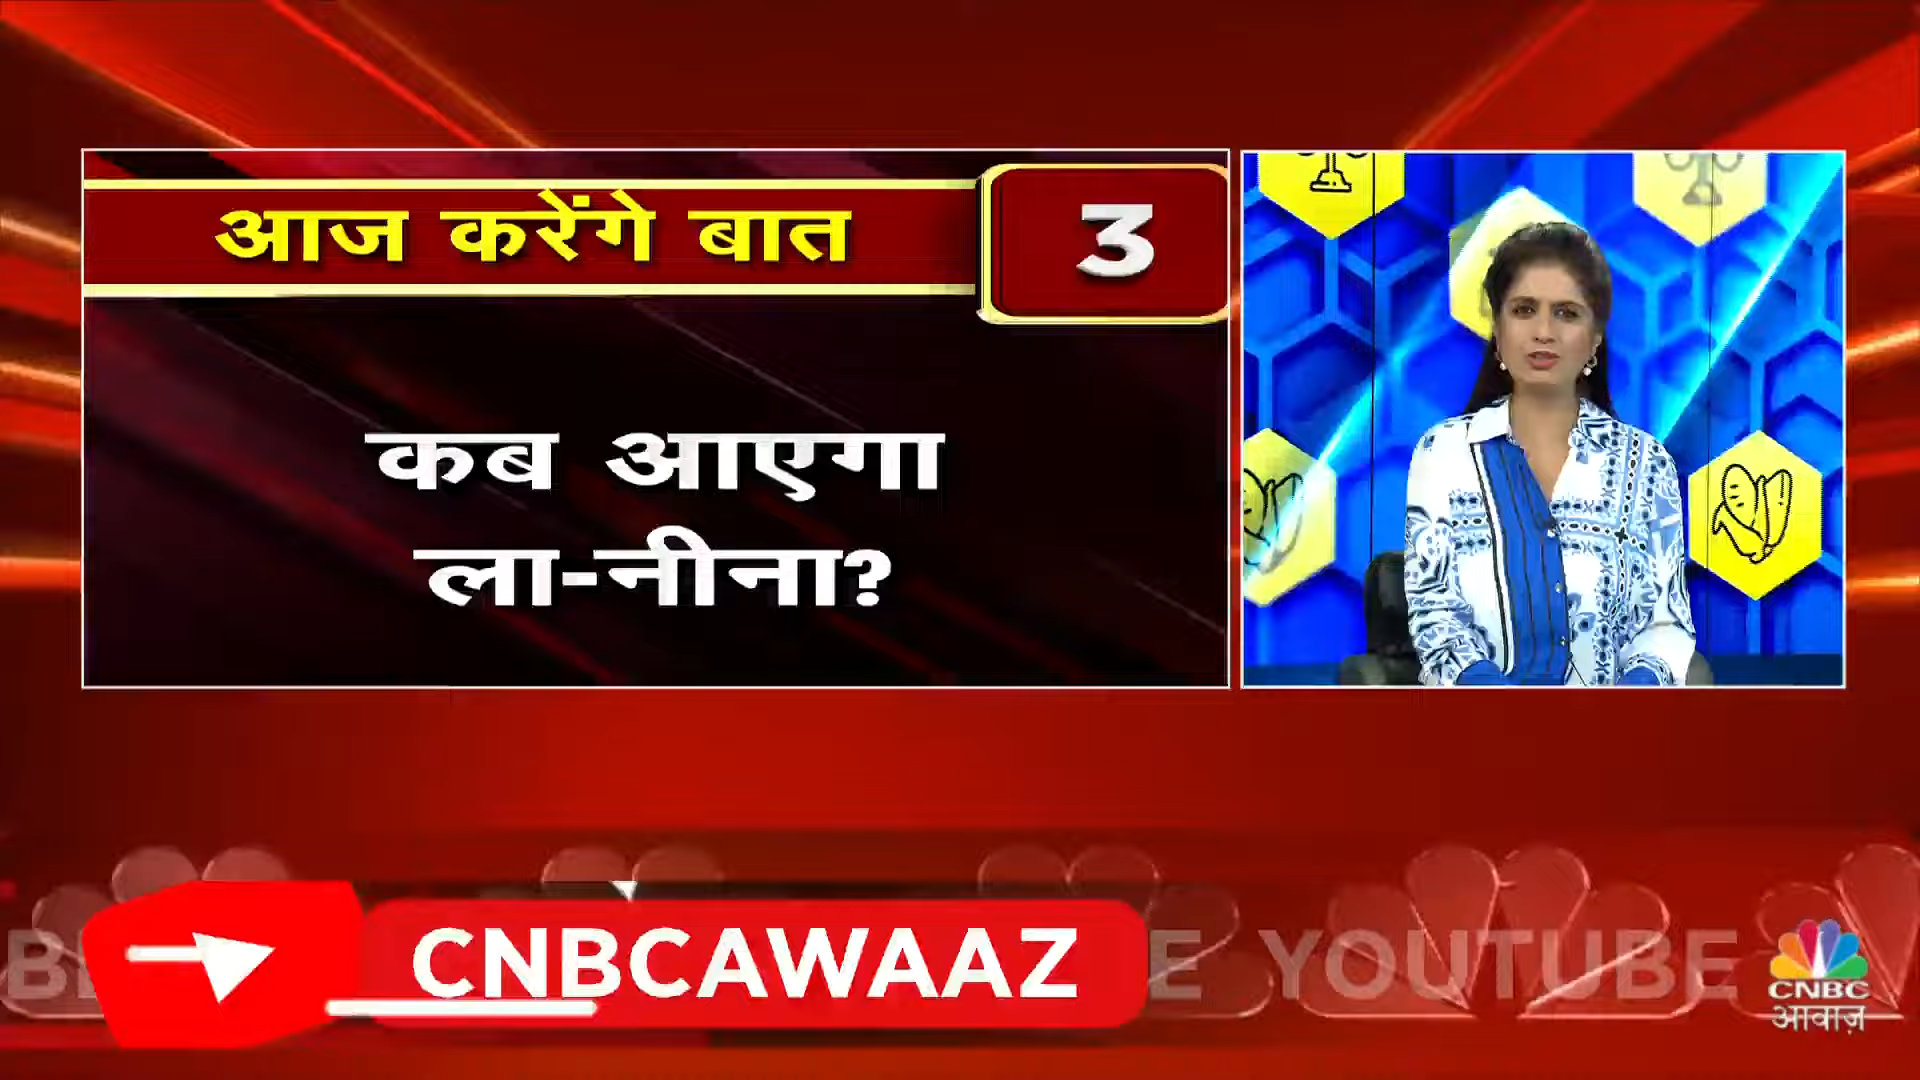 आज करेंगे बात
3
कब आएगा
ला-नीना?
CNBCAWAAZ
E YOUTUBE
CNBC
आवाज़